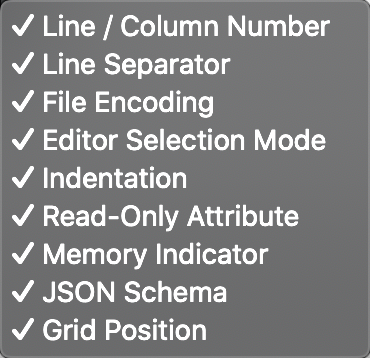 ✓ Line / Column Number
✓ Line Separator
✓ File Encoding
✓ Editor Selection Mode
✓ Indentation
✓ Read-Only Attribute
✓ Memory Indicator
✓ JSON Schema
✓ Grid Position